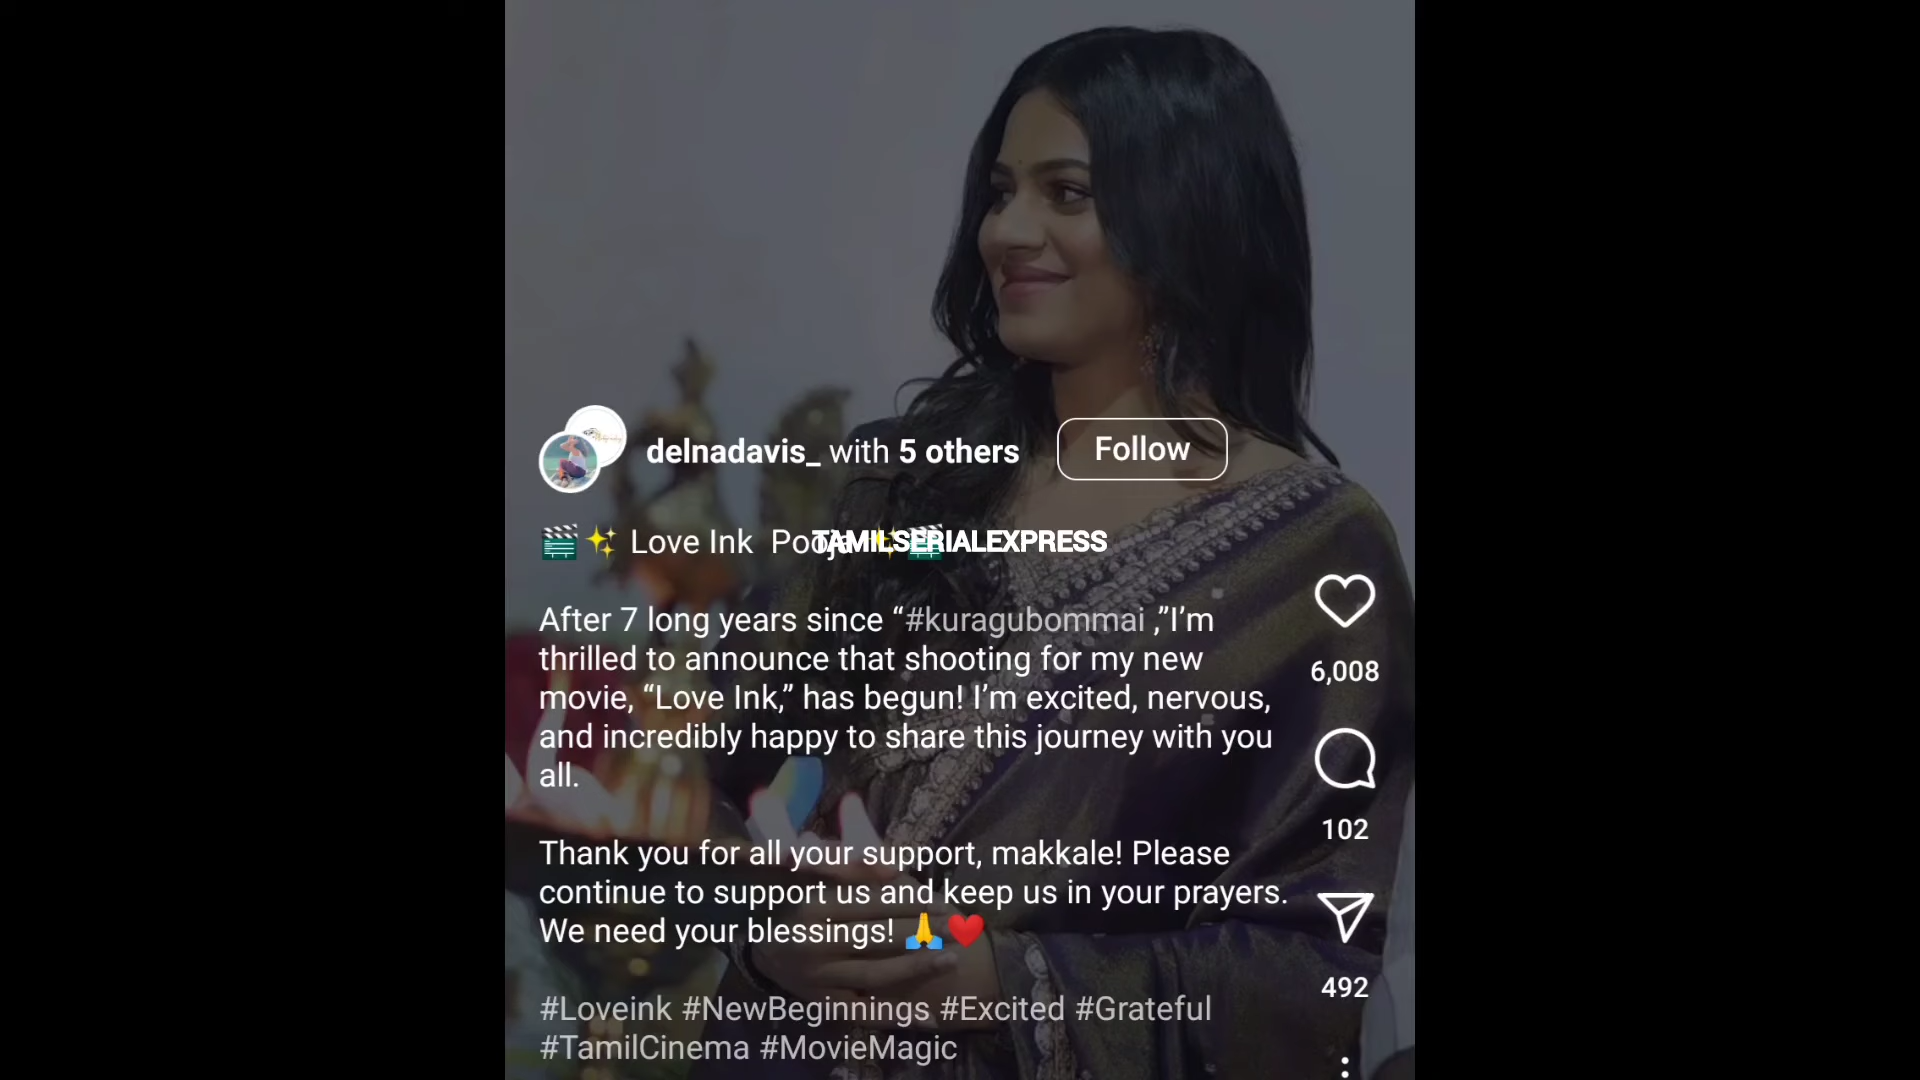 delnadavis_ with 5 others
Follow
🎬✨ Love Ink Pooja ✨🎬
TAMILSERIALEXPRESS
After 7 long years since “#kuragubommai ,”I’m
thrilled to announce that shooting for my new
movie, “Love Ink,” has begun! I’m excited, nervous,
and incredibly happy to share this journey with you
all.
Thank you for all your support, makkale! Please
continue to support us and keep us in your prayers.
We need your blessings! 🙏❤️
#Loveink #NewBeginnings #Excited #Grateful
#TamilCinema #MovieMagic
6,008
102
492